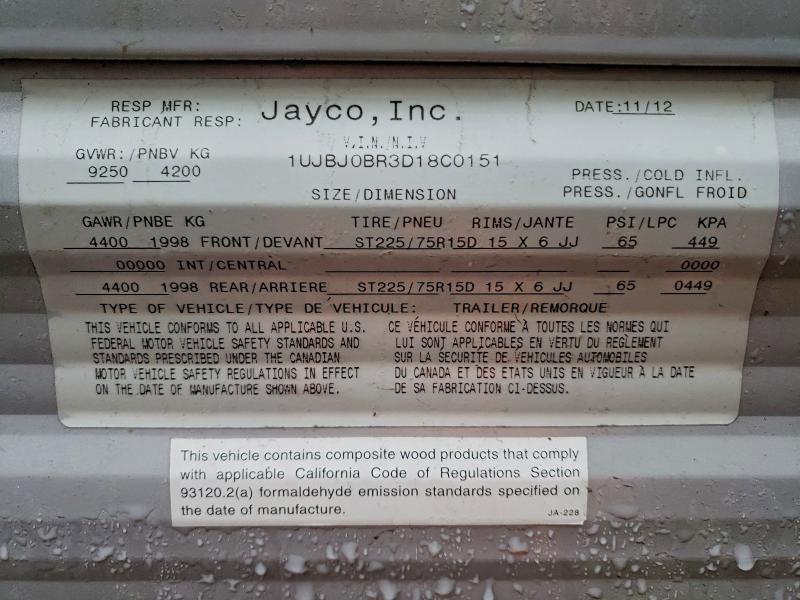 RESP MFR: Jayco, Inc. DATE: 11/12
FABRICANT RESP:
V.I.N./N.I.V
GVWR:/PNBV KG 1UJBJ0BR3D18C0151
9250 4200
PRESS./COLD INFL.
SIZE/DIMENSION PRESS./GONFL FROID
GAWR/PNBE KG TIRE/PNEU RIMS/JANTE PSI/LPC KPA
4400 1998 FRONT/DEVANT ST225/75R15D 15 X 6 JJ 65 449
00000 INT/CENTRAL 0000
4400 1998 REAR/ARRIERE ST225/75R15D 15 X 6 JJ 65 0449
TYPE OF VEHICLE/TYPE DE VEHICULE: TRAILER/REMORQUE
THIS VEHICLE CONFORMS TO ALL APPLICABLE U.S.
FEDERAL MOTOR VEHICLE SAFETY STANDARDS AND
STANDARDS PRESCRIBED UNDER THE CANADIAN
MOTOR VEHICLE SAFETY REGULATIONS IN EFFECT
ON THE DATE OF MANUFACTURE SHOWN ABOVE.
CE VÉHICULE CONFORME À TOUTES LES NORMES QUI
LUI SONT APPLICABLES EN VERTU DU REGLEMENT
SUR LA SECURITE DE VEHICULES AUTOMOBILES
DU CANADA ET DES ETATS UNIS EN VIGUEUR À LA DATE
DE SA FABRICATION CI-DESSUS.
This vehicle contains composite wood products that comply
with applicable California Code of Regulations Section
93120.2(a) formaldehyde emission standards specified on
the date of manufacture. JA-228